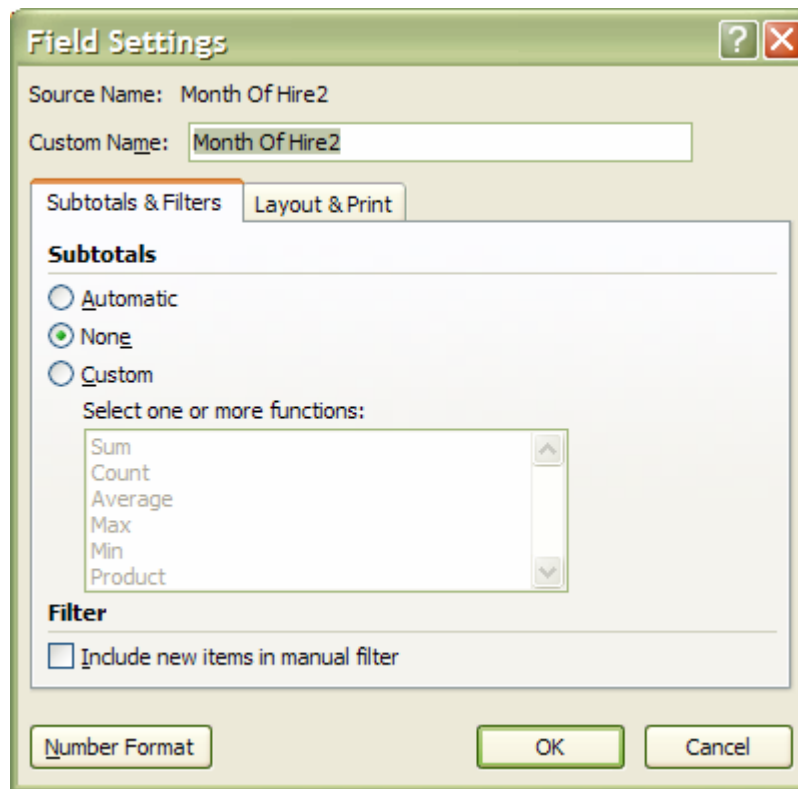 Field Settings ?
Source Name: Month Of Hire2
Custom Name: Month Of Hire2
Subtotals & Filters Layout & Print
Subtotals
Automatic
None
Custom
Select one or more functions:
Sum
Count
Average
Max
Min
Product
Filter
Include new items in manual filter
Number Format OK Cancel